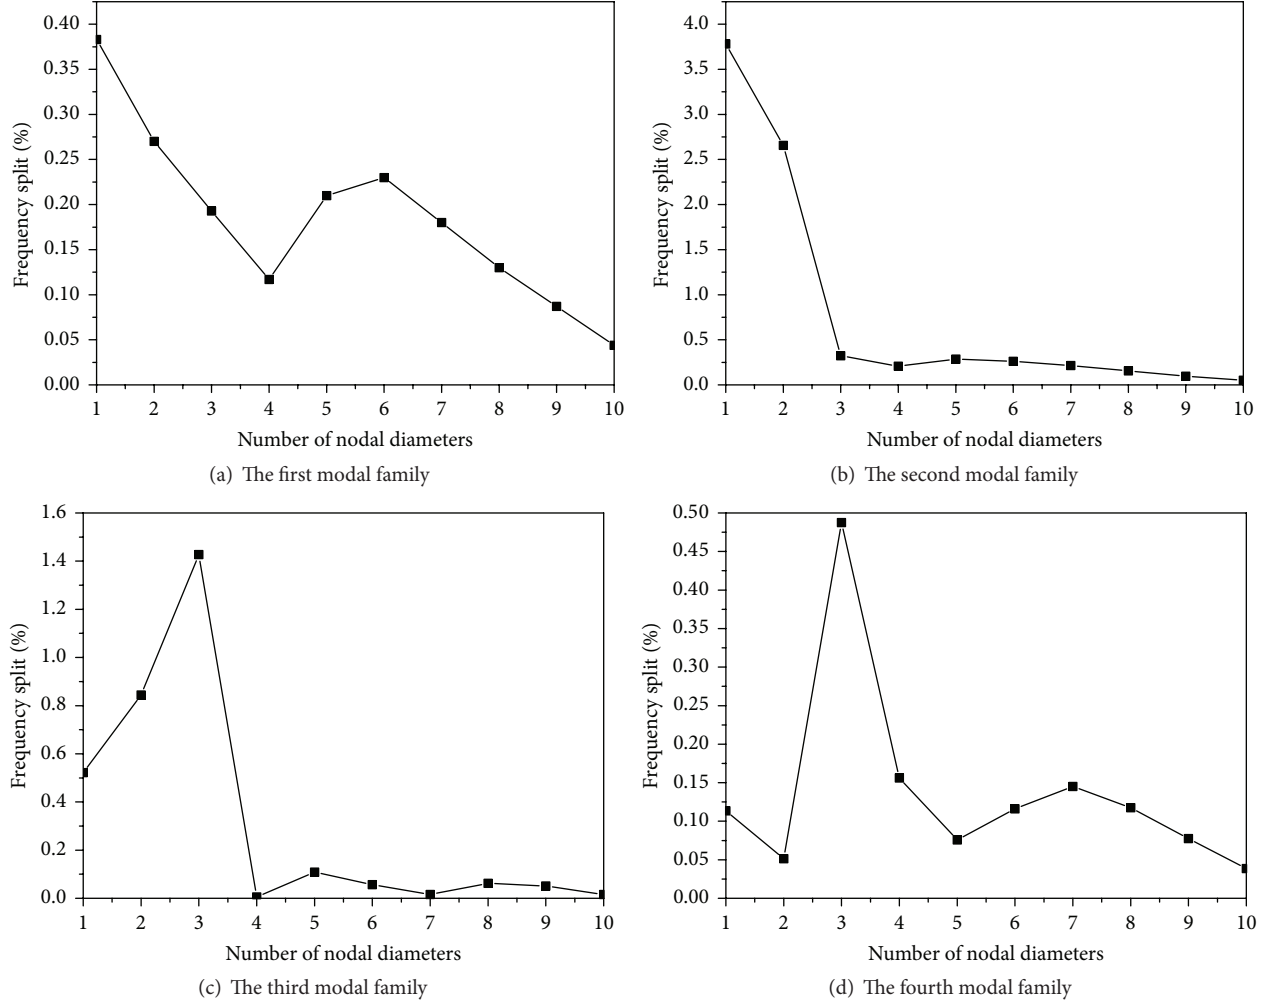 0.40
0.35
0.30
0.25
0.20
0.15
0.10
0.05
0.00
Frequency split (%)
1 2 3 4 5 6 7 8 9 10
Number of nodal diameters
(a) The first modal family
4.0
3.5
3.0
2.5
2.0
1.5
1.0
0.5
0.0
Frequency split (%)
1 2 3 4 5 6 7 8 9 10
Number of nodal diameters
(b) The second modal family
1.6
1.4
1.2
1.0
0.8
0.6
0.4
0.2
0.0
Frequency split (%)
1 2 3 4 5 6 7 8 9 10
Number of nodal diameters
(c) The third modal family
0.50
0.45
0.40
0.35
0.30
0.25
0.20
0.15
0.10
0.05
0.00
Frequency split (%)
1 2 3 4 5 6 7 8 9 10
Number of nodal diameters
(d) The fourth modal family